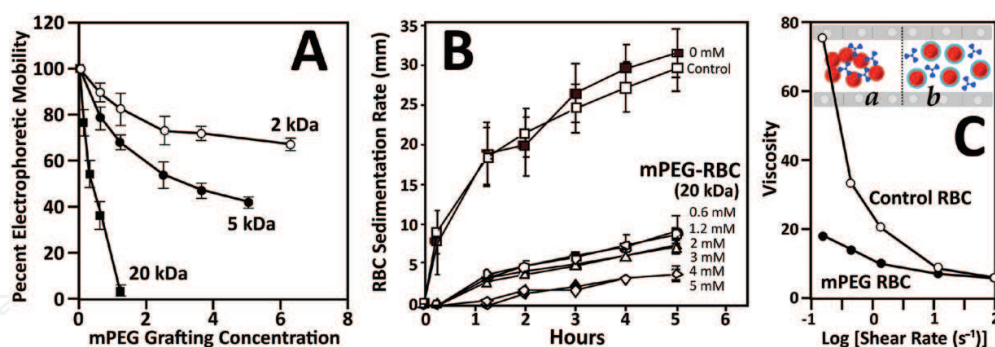 A
Pecent Electrophoretic Mobility
120
100
80
60
40
20
0
2 kDa
5 kDa
20 kDa
0 2 4 6 8
mPEG Grafting Concentration
B
RBC Sedimentation Rate (mm)
35
30
25
20
15
10
5
0
0 mM
Control
mPEG-RBC
(20 kDa)
0.6 mM
1.2 mM
2 mM
3 mM
4 mM
5 mM
0 1 2 3 4 5 6
Hours
C
Viscosity
80
60
40
20
0
a b
Control RBC
mPEG RBC
-1 0 1 2
Log [Shear Rate (s⁻¹)]